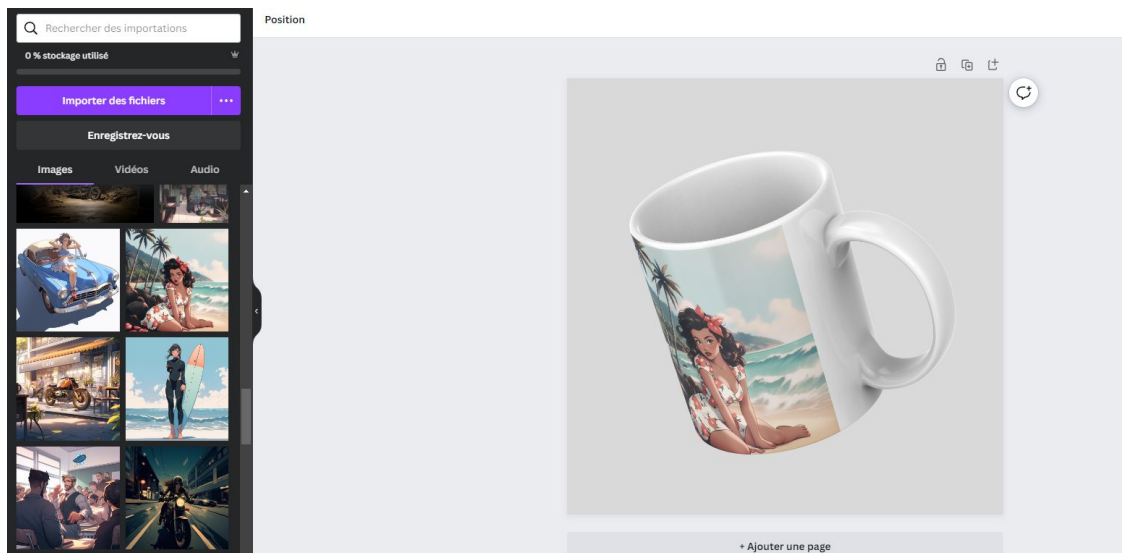 Rechercher des importations
Position
0 % stockage utilisé
Importer des fichiers
Enregistrez-vous
Images Vidéos Audio
+ Ajouter une page